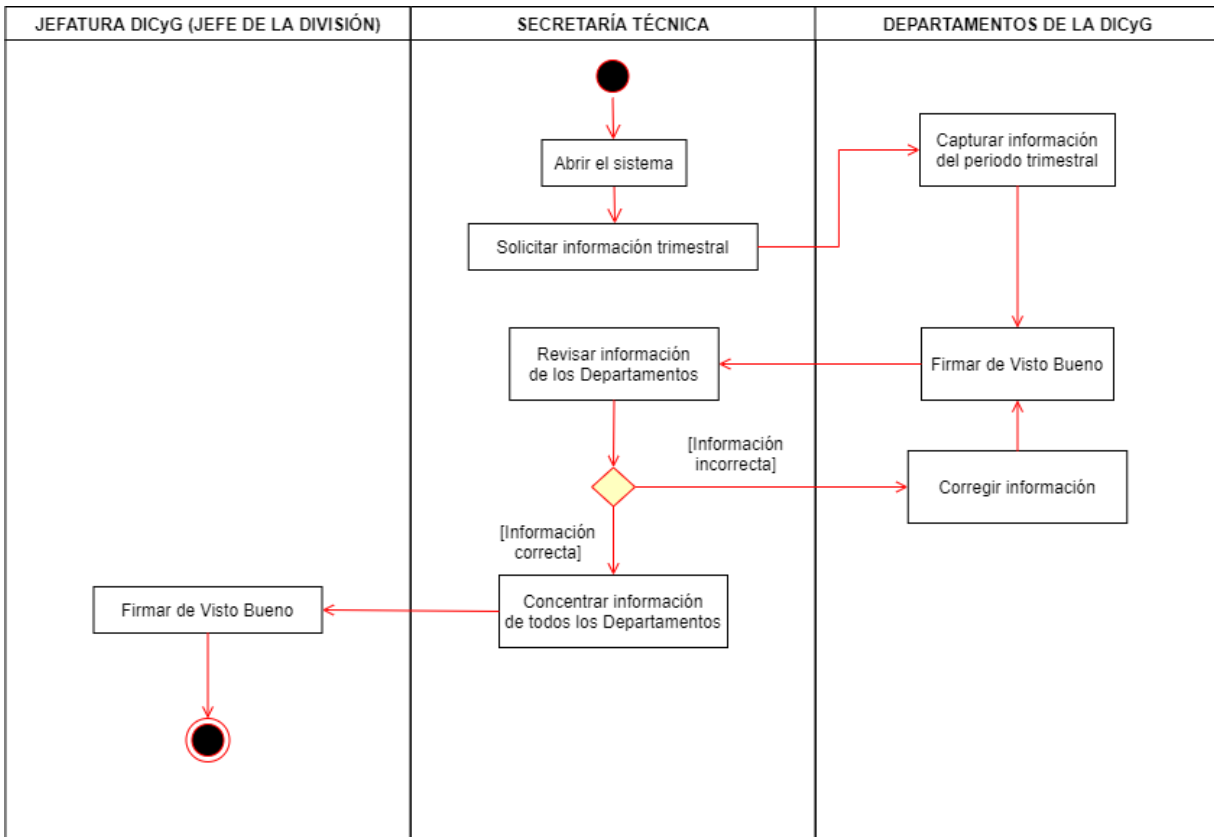 JEFATURA DICyG (JEFE DE LA DIVISIÓN)
SECRETARÍA TÉCNICA
DEPARTAMENTOS DE LA DICyG
Abrir el sistema
Solicitar información trimestral
Capturar información
del periodo trimestral
Revisar información
de los Departamentos
Firmar de Visto Bueno
[Información
incorrecta]
Corregir información
[Información
correcta]
Concentrar información
de todos los Departamentos
Firmar de Visto Bueno